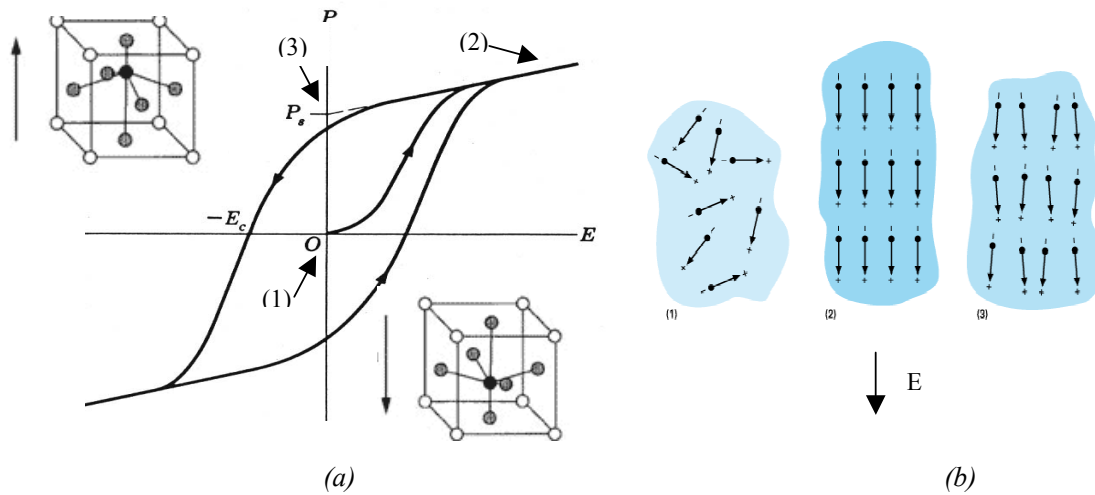 P
(3)
(2)
P_s
−E_c
O
E
(1)
(a)
− − − − − − − −
+ + + + + + + +
(1)
− − − −
+ + + +
− − − −
+ + + +
− − − −
+ + + +
(2)
− − − −
+ + + +
− − − −
+ + + +
− − − −
+ + + +
(3)
E
(b)